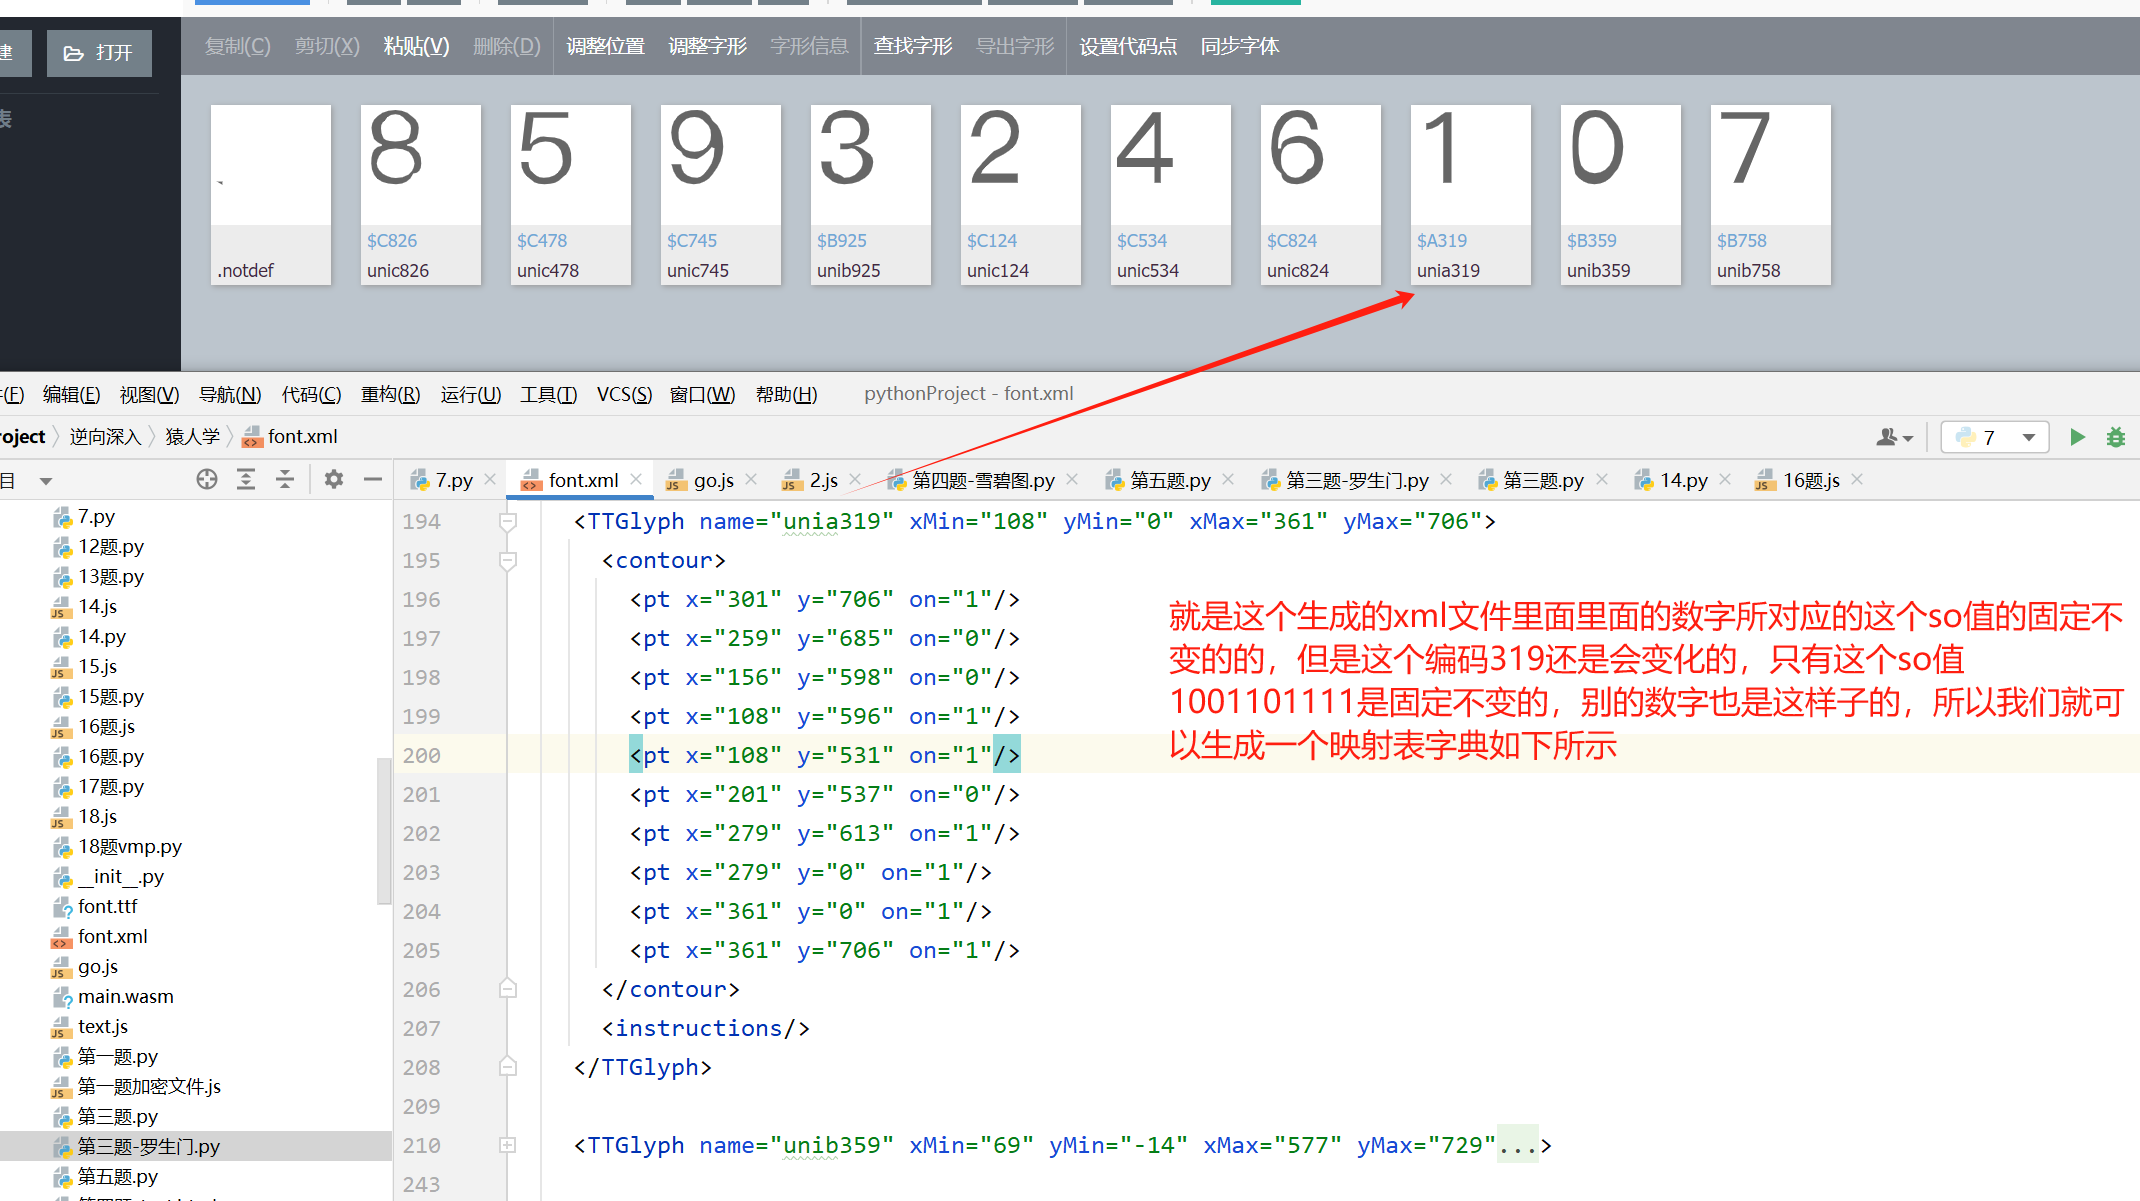 建 打开 复制(C) 剪切(X) 粘贴(V) 删除(D) 调整位置 调整字形 字形信息 查找字形 导出字形 设置代码点 同步字体
表
8 5 9 3 2 4 6 1 0 7
$C826 $C478 $C745 $B925 $C124 $C534 $C824 $A319 $B359 $B758
.notdef unic826 unic478 unic745 unib925 unic124 unic534 unic824 unia319 unib359 unib758
(F) 编辑(E) 视图(V) 导航(N) 代码(C) 重构(R) 运行(U) 工具(T) VCS(S) 窗口(W) 帮助(H) pythonProject - font.xml
roject 逆向深入 猿人学 font.xml 7
目 7.py font.xml go.js 2.js 第四题-雪碧图.py 第五题.py 第三题-罗生门.py 第三题.py 14.py 16题.js
7.py
12题.py
13题.py
14.js
14.py
15.js
15题.py
16题.js
16题.py
17题.py
18.js
18题vmp.py
__init__.py
font.ttf
font.xml
go.js
main.wasm
text.js
第一题.py
第一题加密文件.js
第三题.py
第三题-罗生门.py
第五题.py
194 <TTGlyph name="unia319" xMin="108" yMin="0" xMax="361" yMax="706">
195 <contour>
196 <pt x="301" y="706" on="1"/>
197 <pt x="259" y="685" on="0"/>
198 <pt x="156" y="598" on="0"/>
199 <pt x="108" y="596" on="1"/>
200 <pt x="108" y="531" on="1"/>
201 <pt x="201" y="537" on="0"/>
202 <pt x="279" y="613" on="1"/>
203 <pt x="279" y="0" on="1"/>
204 <pt x="361" y="0" on="1"/>
205 <pt x="361" y="706" on="1"/>
206 </contour>
207 <instructions/>
208 </TTGlyph>
209
210 <TTGlyph name="unib359" xMin="69" yMin="-14" xMax="577" yMax="729"...>
243
就是这个生成的xml文件里面里面的数字所对应的这个so值的固定不
变的的，但是这个编码319还是会变化的，只有这个so值
1001101111是固定不变的，别的数字也是这样子的，所以我们就可
以生成一个映射表字典如下所示